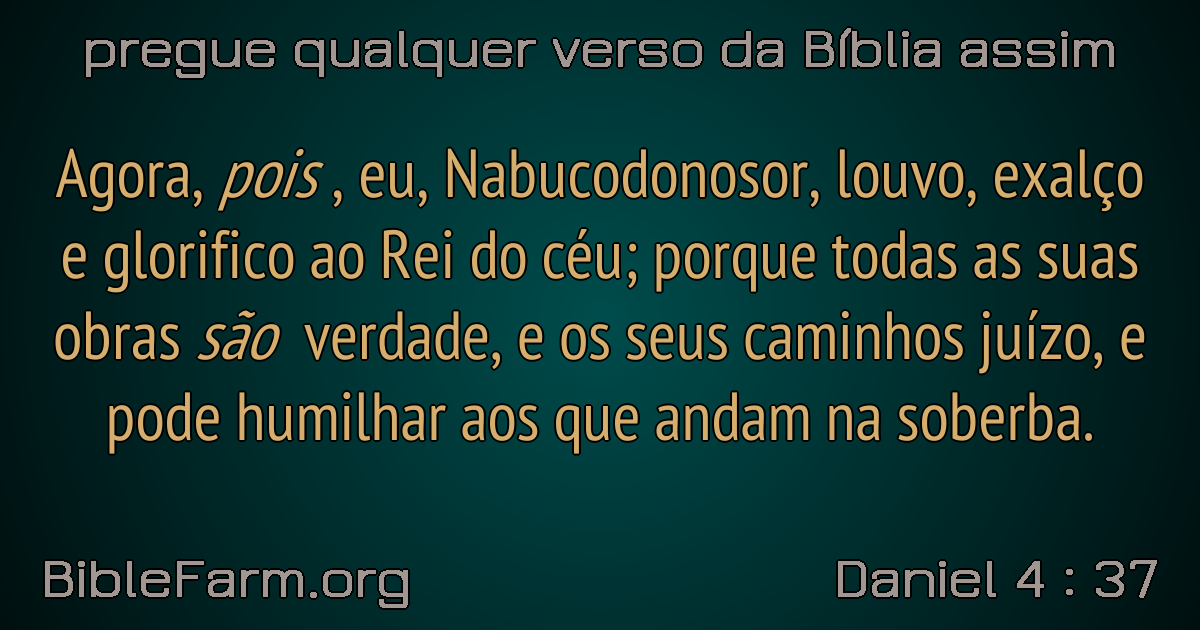 pregue qualquer verso da Bíblia assim
Agora, pois , eu, Nabucodonosor, louvo, exalço
e glorifico ao Rei do céu; porque todas as suas
obras são verdade, e os seus caminhos juízo, e
pode humilhar aos que andam na soberba.
BibleFarm.org
Daniel 4 : 37